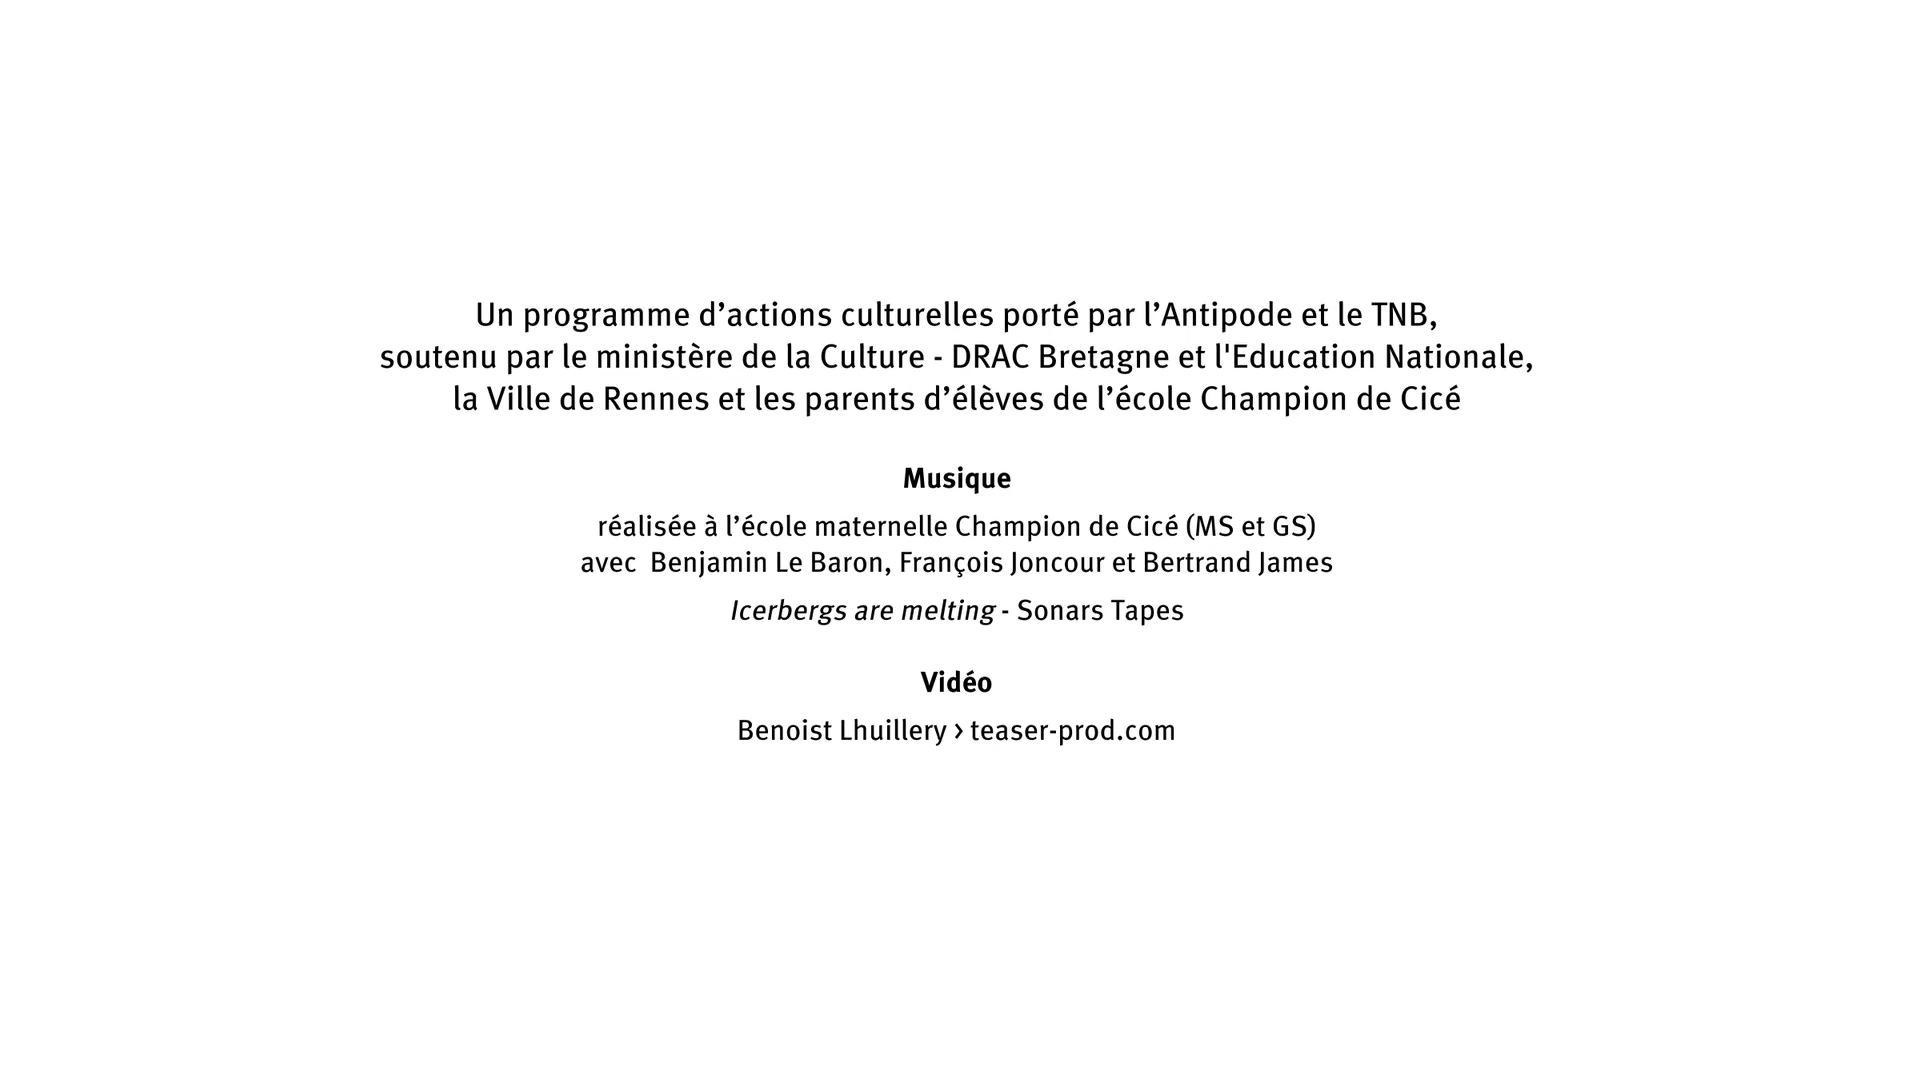 Un programme d’actions culturelles porté par l’Antipode et le TNB,
soutenu par le ministère de la Culture - DRAC Bretagne et l'Education Nationale,
la Ville de Rennes et les parents d’élèves de l’école Champion de Cicé
Musique
réalisée à l’école maternelle Champion de Cicé (MS et GS)
avec  Benjamin Le Baron, François Joncour et Bertrand James
Icerbergs are melting - Sonars Tapes
Vidéo
Benoist Lhuillery > teaser-prod.com